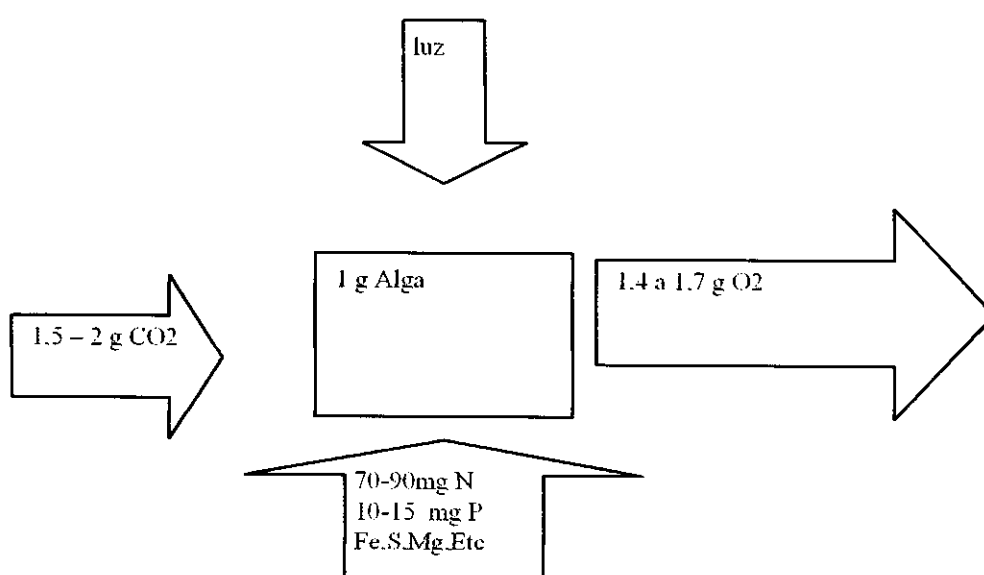 luz
1 g Alga
1.4 a 1.7 g O2
1.5 – 2 g CO2
70-90mg N
10-15 mg P
Fe.S.Mg.Etc